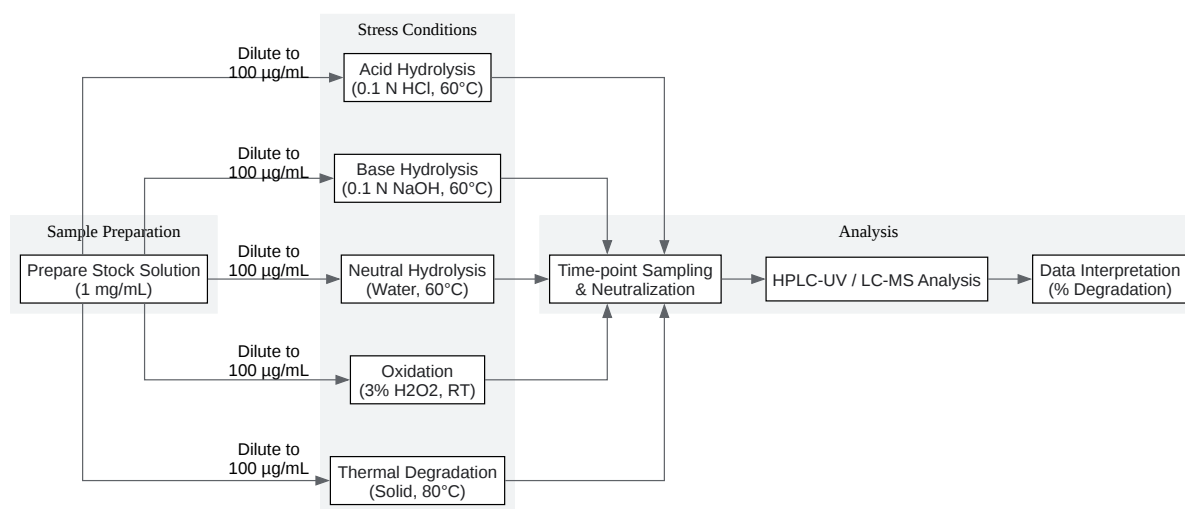 Stress Conditions
Dilute to
100 µg/mL
Acid Hydrolysis
(0.1 N HCl, 60°C)
Dilute to
100 µg/mL
Base Hydrolysis
(0.1 N NaOH, 60°C)
Sample Preparation
Prepare Stock Solution
(1 mg/mL)
Dilute to
100 µg/mL
Neutral Hydrolysis
(Water, 60°C)
Analysis
Time-point Sampling
& Neutralization
HPLC-UV / LC-MS Analysis
Data Interpretation
(% Degradation)
Dilute to
100 µg/mL
Oxidation
(3% H2O2, RT)
Dilute to
100 µg/mL
Thermal Degradation
(Solid, 80°C)